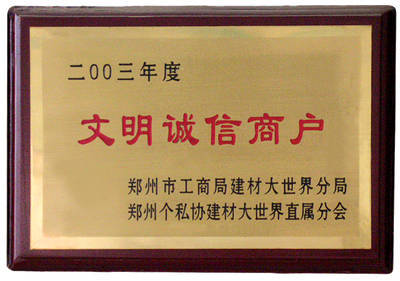 二00三年度
文明诚信商户
郑州市工商局建材大世界分局
郑州个私协建材大世界直属分会